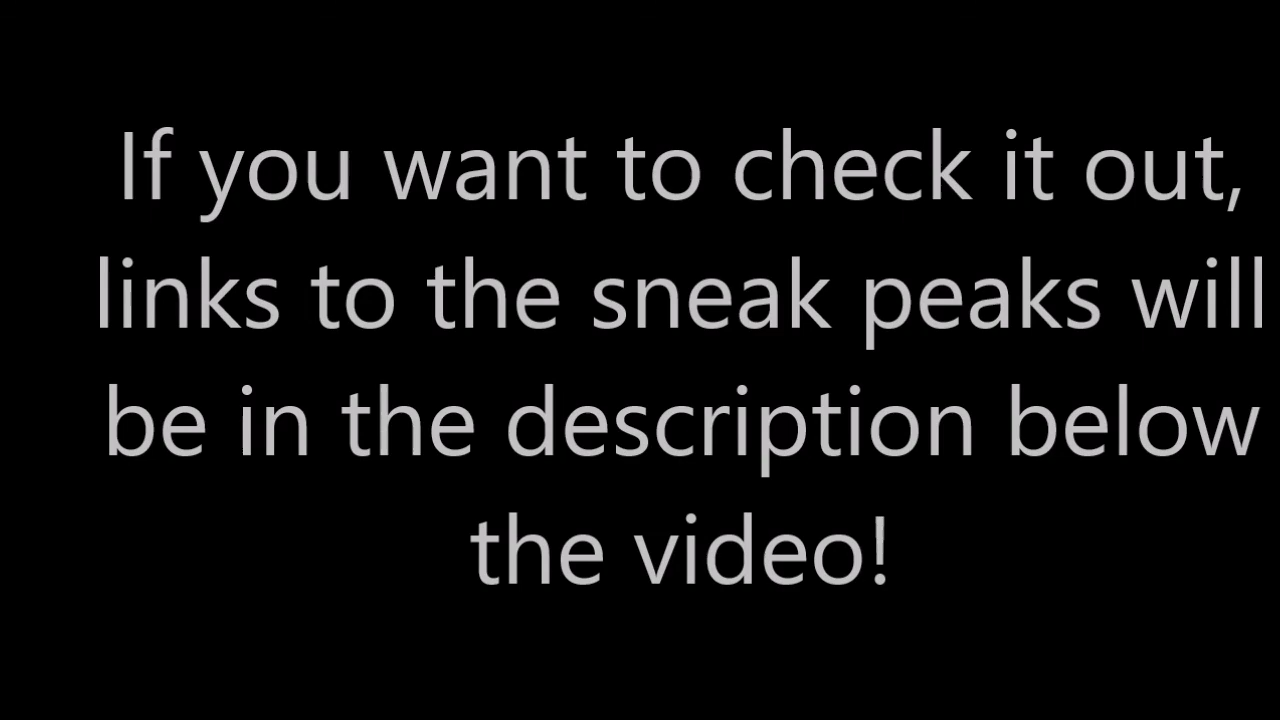 If you want to check it out,
links to the sneak peaks will
be in the description below
the video!